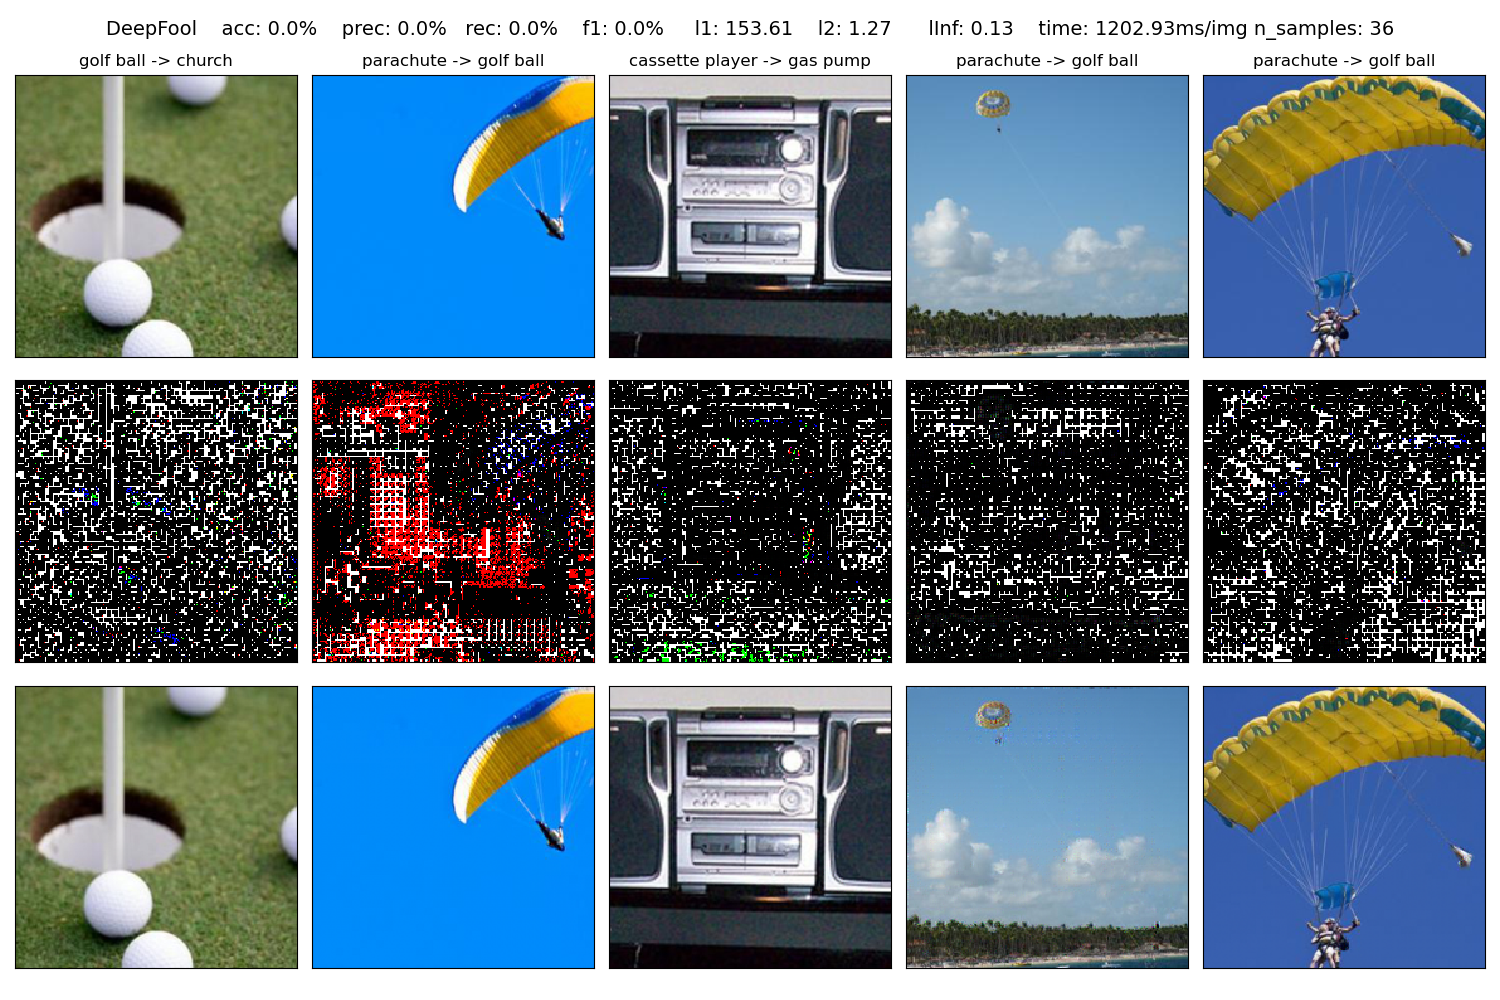 DeepFool acc: 0.0% prec: 0.0% rec: 0.0% f1: 0.0% l1: 153.61 l2: 1.27 lInf: 0.13 time: 1202.93ms/img n_samples: 36
golf ball -> church
parachute -> golf ball
cassette player -> gas pump
parachute -> golf ball
parachute -> golf ball